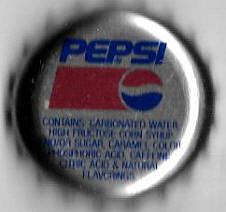 PEPSI
CONTAINS: CARBONATED WATER,
HIGH FRUCTOSE CORN SYRUP
AND/OR SUGAR, CARAMEL COLOR,
PHOSPHORIC ACID, CAFFEINE,
CITRIC ACID & NATURAL
FLAVORINGS